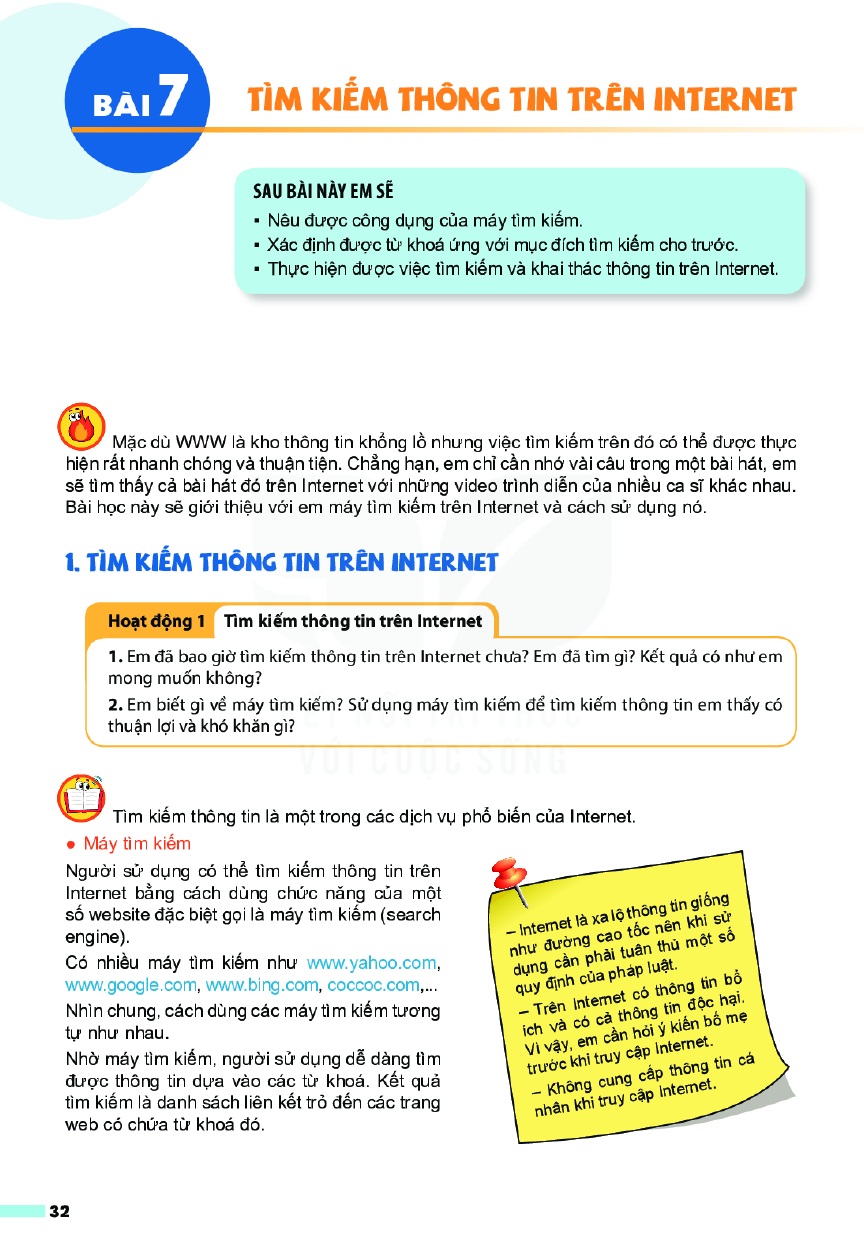 BÀI 7
TÌM KIẾM THÔNG TIN TRÊN INTERNET
SAU BÀI NÀY EM SẼ
▪ Nêu được công dụng của máy tìm kiếm.
▪ Xác định được từ khoá ứng với mục đích tìm kiếm cho trước.
▪ Thực hiện được việc tìm kiếm và khai thác thông tin trên Internet.
Mặc dù WWW là kho thông tin khổng lồ nhưng việc tìm kiếm trên đó có thể được thực
hiện rất nhanh chóng và thuận tiện. Chẳng hạn, em chỉ cần nhớ vài câu trong một bài hát, em
sẽ tìm thấy cả bài hát đó trên Internet với những video trình diễn của nhiều ca sĩ khác nhau.
Bài học này sẽ giới thiệu với em máy tìm kiếm trên Internet và cách sử dụng nó.
1. TÌM KIẾM THÔNG TIN TRÊN INTERNET
Hoạt động 1 Tìm kiếm thông tin trên Internet
1. Em đã bao giờ tìm kiếm thông tin trên Internet chưa? Em đã tìm gì? Kết quả có như em
mong muốn không?
2. Em biết gì về máy tìm kiếm? Sử dụng máy tìm kiếm để tìm kiếm thông tin em thấy có
thuận lợi và khó khăn gì?
KẾT NỐI TRI THỨC
VỚI CUỘC SỐNG
Tìm kiếm thông tin là một trong các dịch vụ phổ biến của Internet.
● Máy tìm kiếm
Người sử dụng có thể tìm kiếm thông tin trên
Internet bằng cách dùng chức năng của một
số website đặc biệt gọi là máy tìm kiếm (search
engine).
Có nhiều máy tìm kiếm như www.yahoo.com,
www.google.com, www.bing.com, coccoc.com,...
Nhìn chung, cách dùng các máy tìm kiếm tương
tự như nhau.
Nhờ máy tìm kiếm, người sử dụng dễ dàng tìm
được thông tin dựa vào các từ khoá. Kết quả
tìm kiếm là danh sách liên kết trỏ đến các trang
web có chứa từ khoá đó.
– Internet là xa lộ thông tin giống
như đường cao tốc nên khi sử
dụng cần phải tuân thủ một số
quy định của pháp luật.
– Trên Internet có thông tin bổ
ích và có cả thông tin độc hại.
Vì vậy, em cần hỏi ý kiến bố mẹ
trước khi truy cập Internet.
– Không cung cấp thông tin cá
nhân khi truy cập Internet.
32